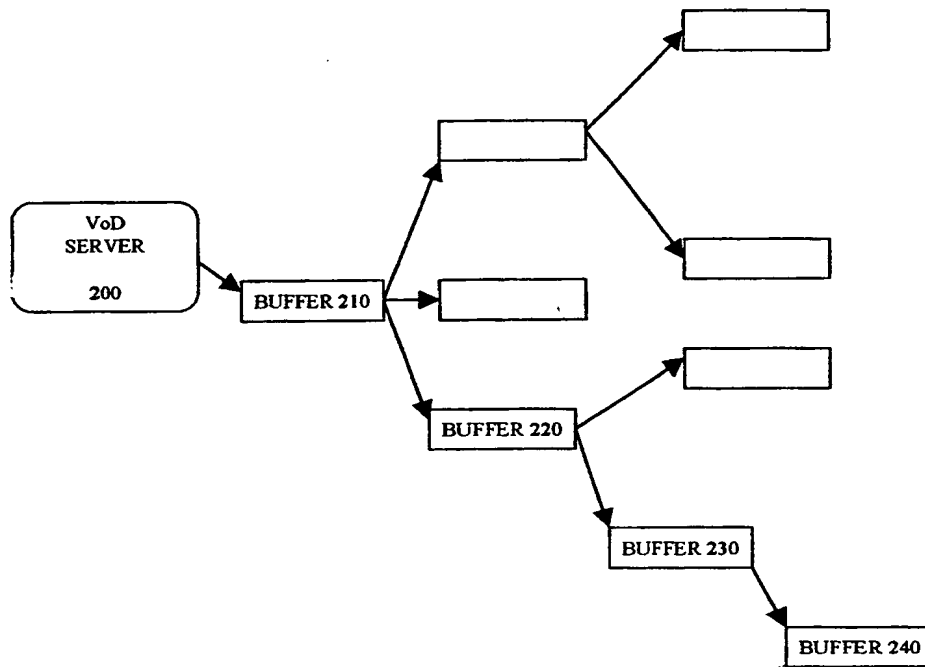 VoD
SERVER
200
BUFFER 210
BUFFER 220
BUFFER 230
BUFFER 240